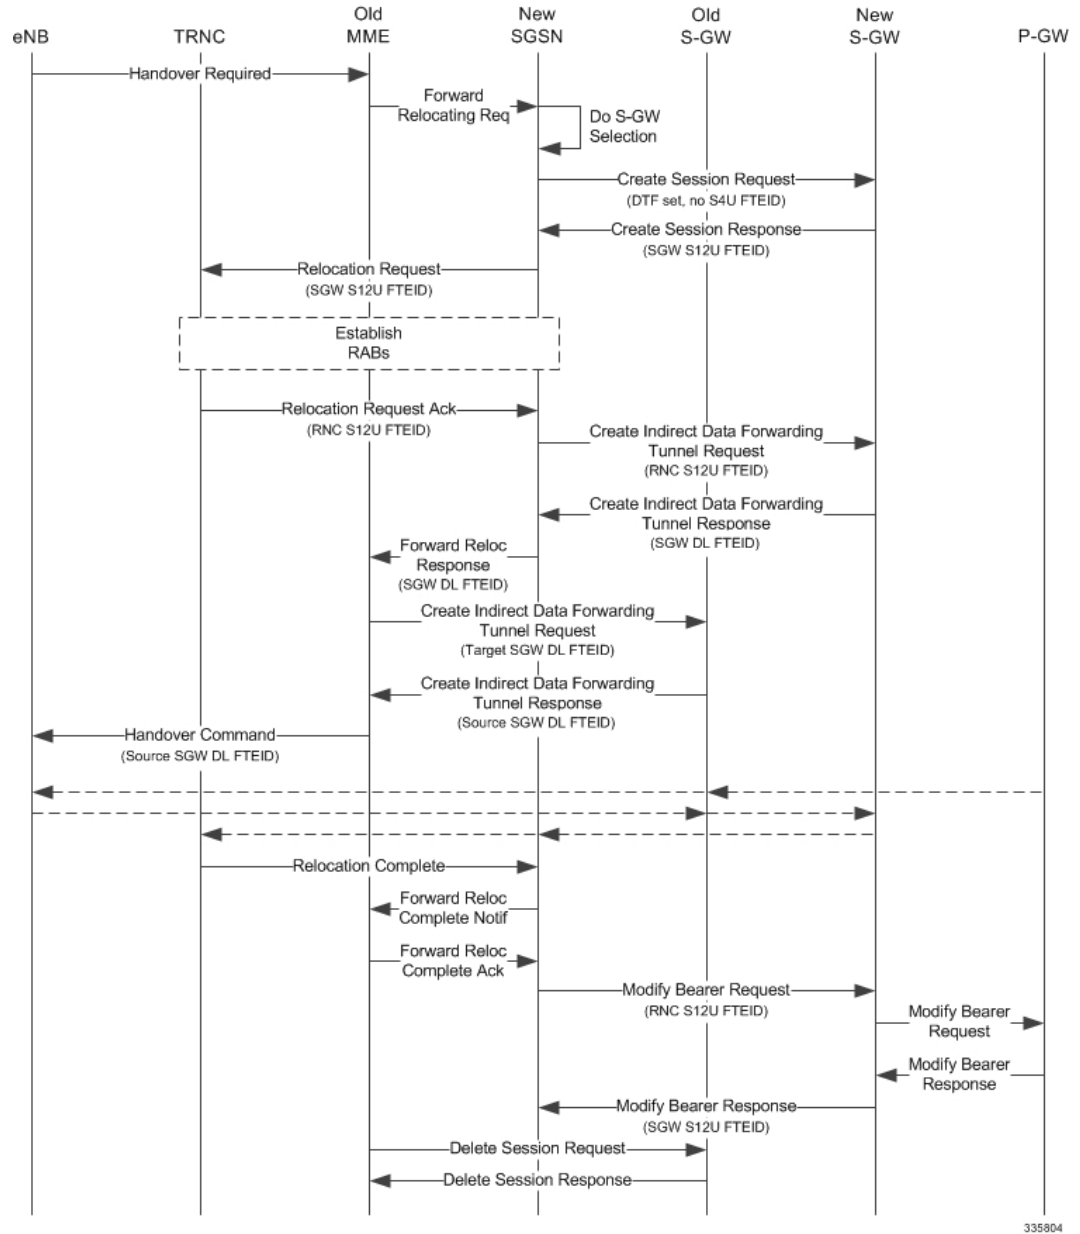 Old
New
Old
New
eNB
TRNC
MME
SGSN
S-GW
S-GW
P-GW
Handover Required
Forward
Relocating Req
Do S-GW
Selection
Create Session Request
(DTF set, no S4U FTEID)
Create Session Response
(SGW S12U FTEID)
Relocation Request
(SGW S12U FTEID)
Establish
RABs
Relocation Request Ack
(RNC S12U FTEID)
Create Indirect Data Forwarding
Tunnel Request
(RNC S12U FTEID)
Create Indirect Data Forwarding
Tunnel Response
(SGW DL FTEID)
Forward Reloc
Response
(SGW DL FTEID)
Create Indirect Data Forwarding
Tunnel Request
(Target SGW DL FTEID)
Create Indirect Data Forwarding
Tunnel Response
(Source SGW DL FTEID)
Handover Command
(Source SGW DL FTEID)
Relocation Complete
Forward Reloc
Complete Notif
Forward Reloc
Complete Ack
Modify Bearer Request
(RNC S12U FTEID)
Modify Bearer
Request
Modify Bearer
Response
Modify Bearer Response
(SGW S12U FTEID)
Delete Session Request
Delete Session Response
335804